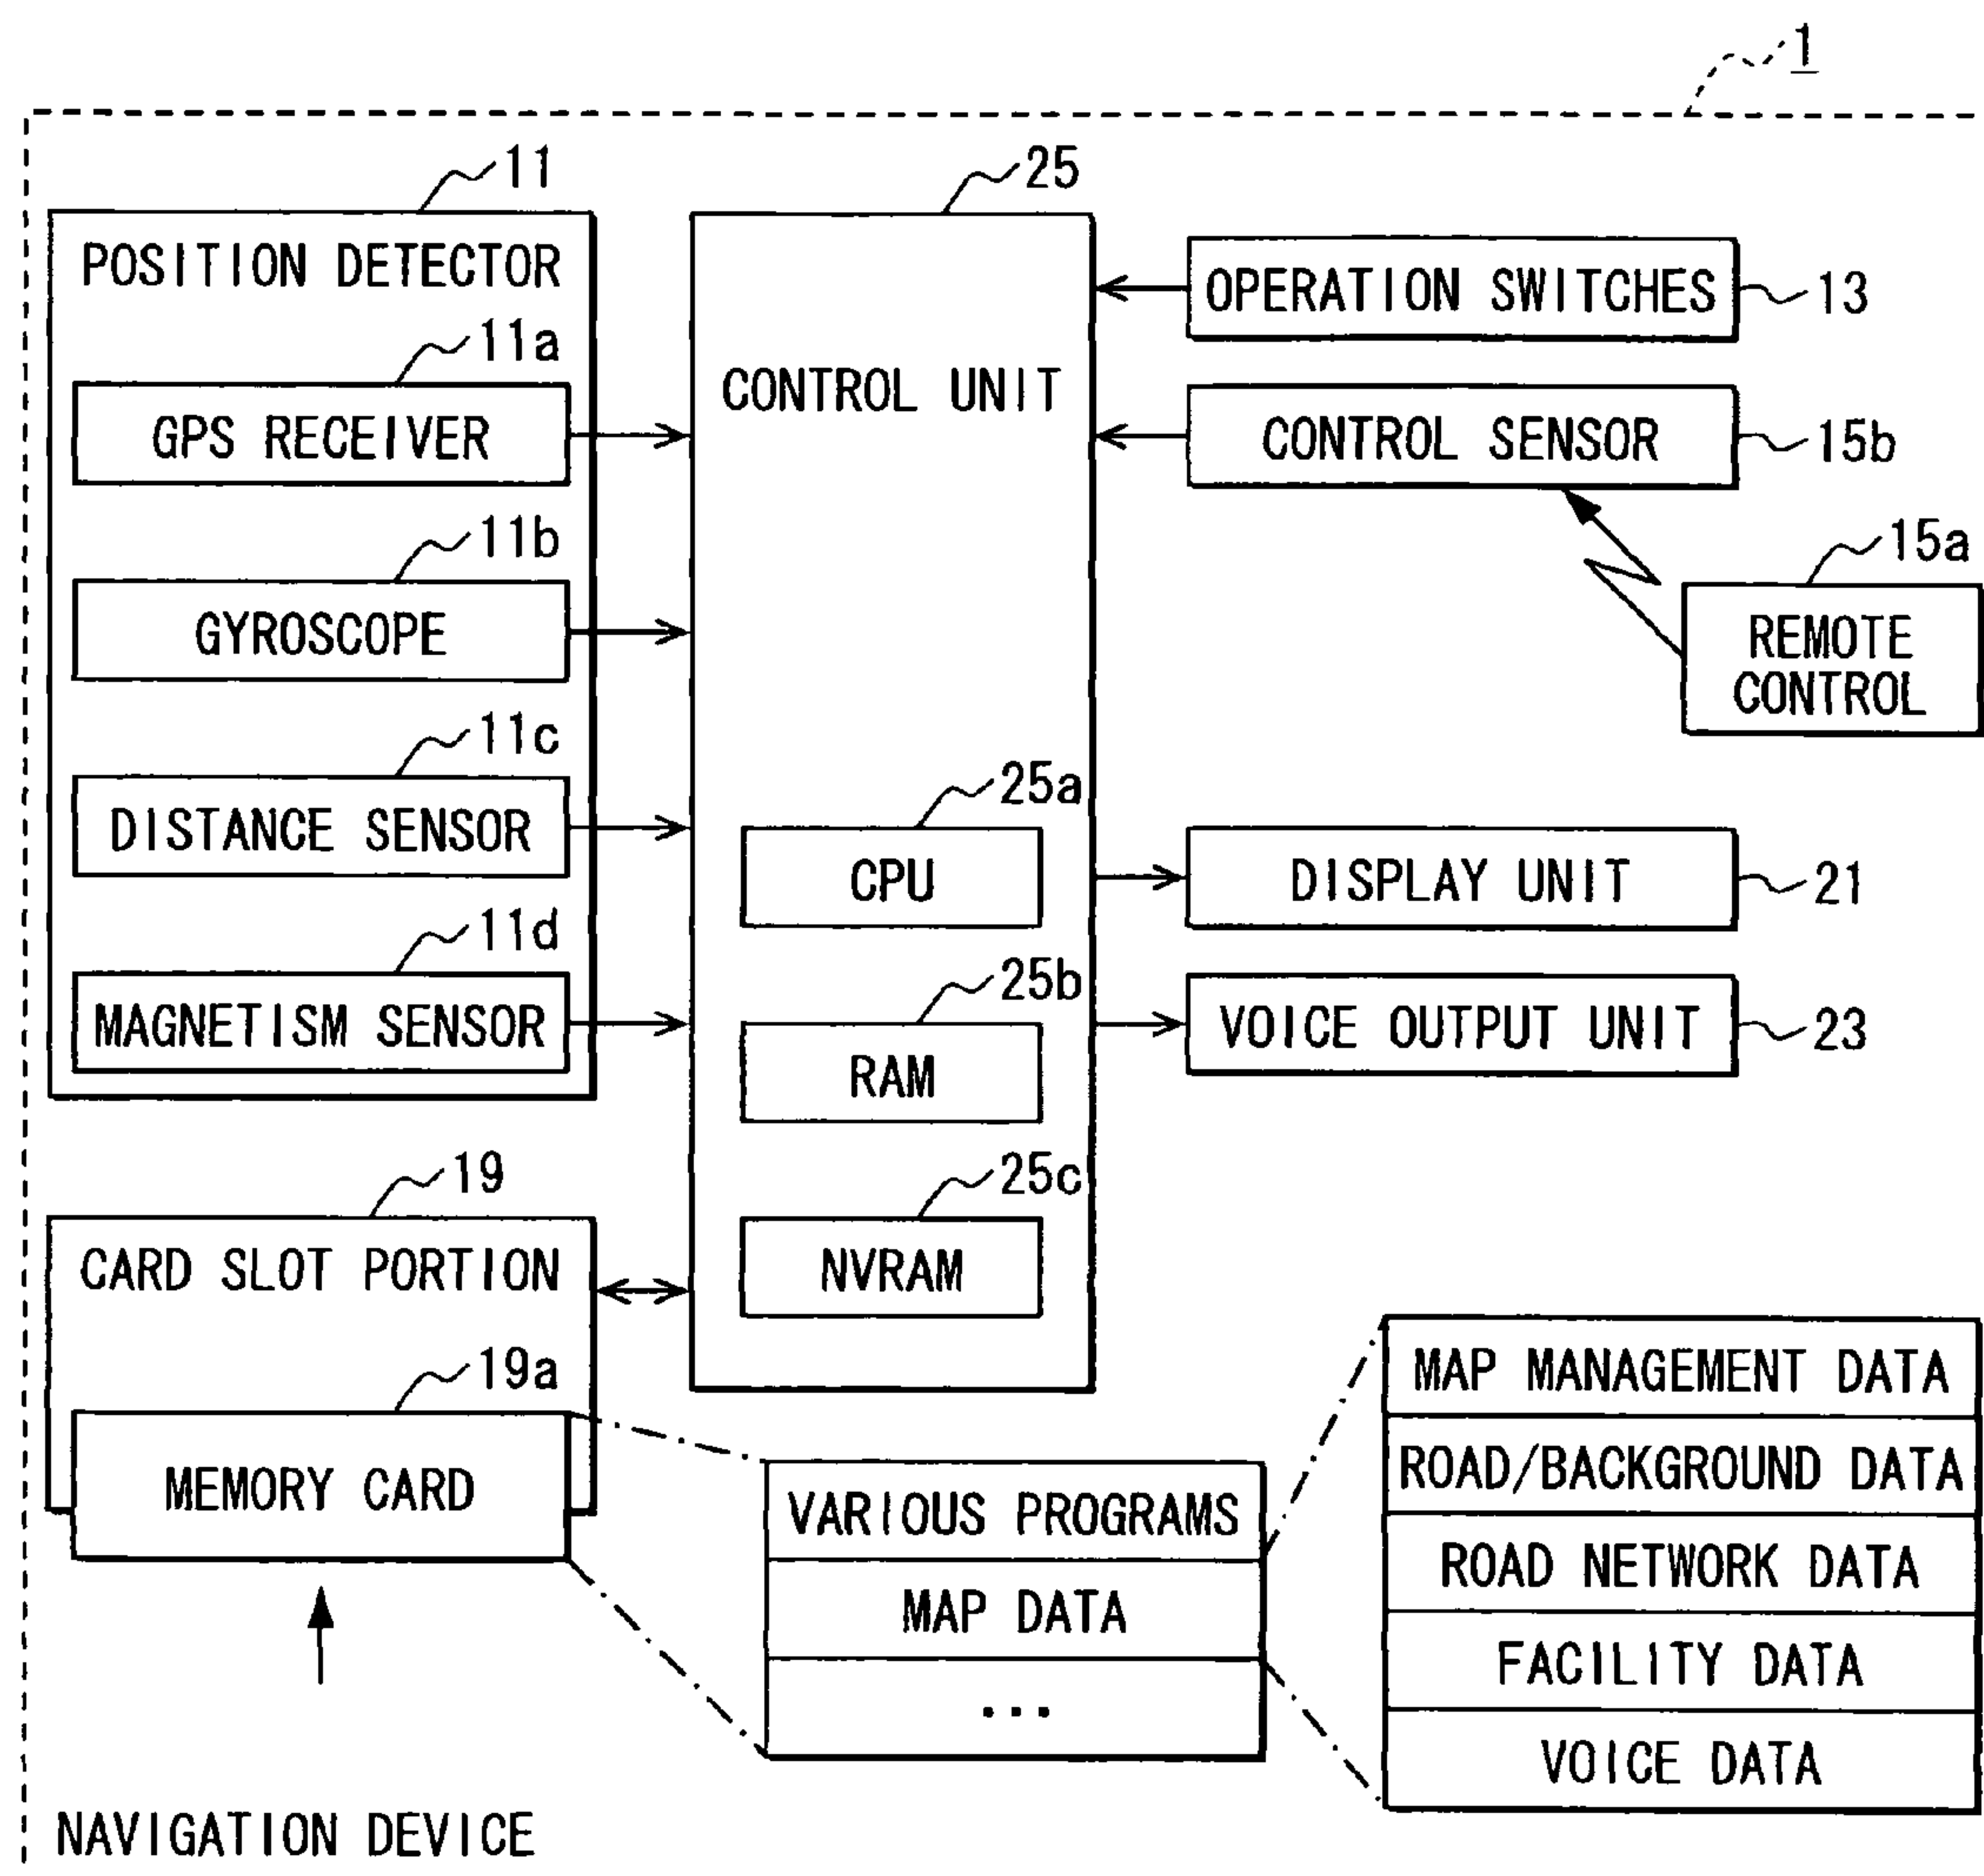 1
11
POSITION DETECTOR
11a
GPS RECEIVER
11b
GYROSCOPE
11c
DISTANCE SENSOR
11d
MAGNETISM SENSOR
19
CARD SLOT PORTION
19a
MEMORY CARD
25
CONTROL UNIT
25a
CPU
25b
RAM
25c
NVRAM
OPERATION SWITCHES
13
CONTROL SENSOR
15b
15a
REMOTE
CONTROL
DISPLAY UNIT
21
VOICE OUTPUT UNIT
23
VARIOUS PROGRAMS
MAP DATA
...
MAP MANAGEMENT DATA
ROAD/BACKGROUND DATA
ROAD NETWORK DATA
FACILITY DATA
VOICE DATA
NAVIGATION DEVICE